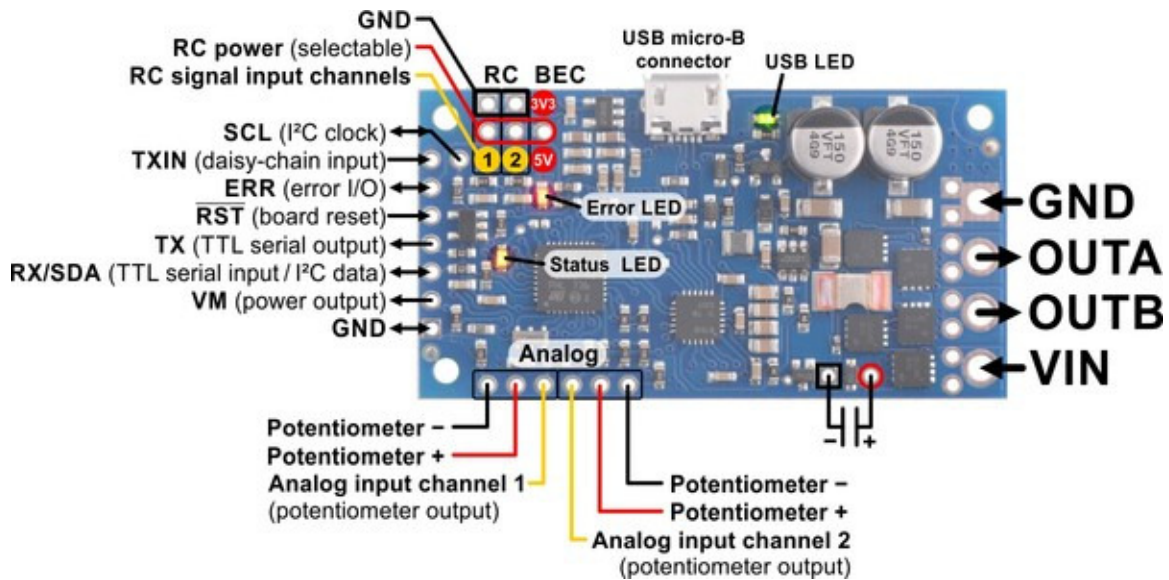 GND
RC power (selectable)
RC signal input channels
RC BEC
3V3
1 2 5V
USB micro-B
connector
USB LED
SCL (I²C clock)
TXIN (daisy-chain input)
ERR (error I/O)
RST (board reset)
TX (TTL serial output)
RX/SDA (TTL serial input / I²C data)
VM (power output)
GND
Error LED
Status LED
150
VFT
4G9
150
VFT
4G9
GND
OUTA
OUTB
VIN
Analog
Potentiometer −
Potentiometer +
Analog input channel 1
(potentiometer output)
Potentiometer −
Potentiometer +
Analog input channel 2
(potentiometer output)
− +